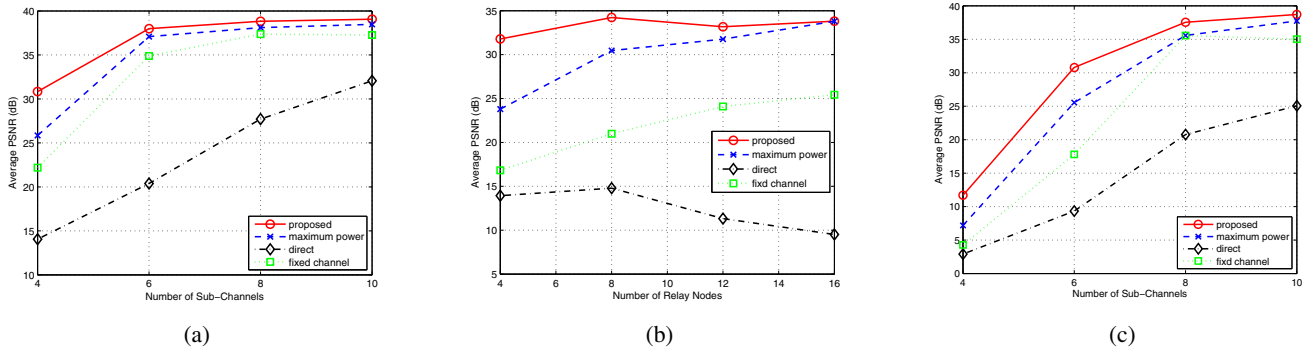 40
35
30
25
20
15
10
Average PSNR (dB)
4
6
8
10
Number of Sub-Channels
proposed
maximum power
direct
fixed channel
(a)
35
30
25
20
15
10
5
Average PSNR (dB)
4
6
8
10
12
14
16
Number of Relay Nodes
proposed
maximum power
direct
fixd channel
(b)
40
35
30
25
20
15
10
5
0
Average PSNR (dB)
4
5
6
7
8
9
10
Number of Sub-Channels
proposed
maximum power
direct
fixd channel
(c)